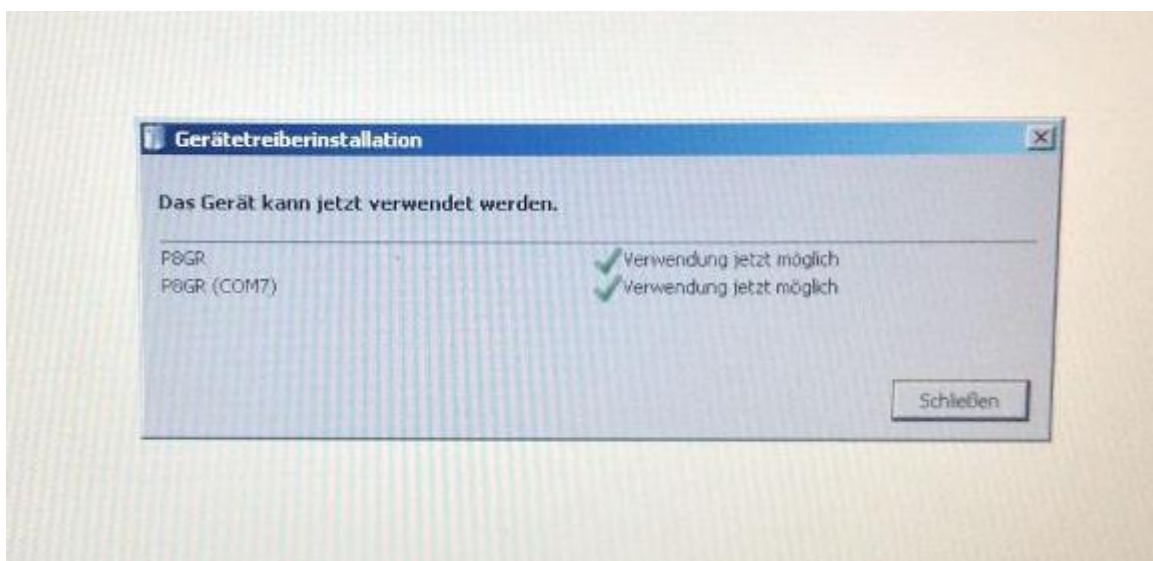 Gerätetreiberinstallation
Das Gerät kann jetzt verwendet werden.
P8GR Verwendung jetzt möglich
P8GR (COM7) Verwendung jetzt möglich
Schließen